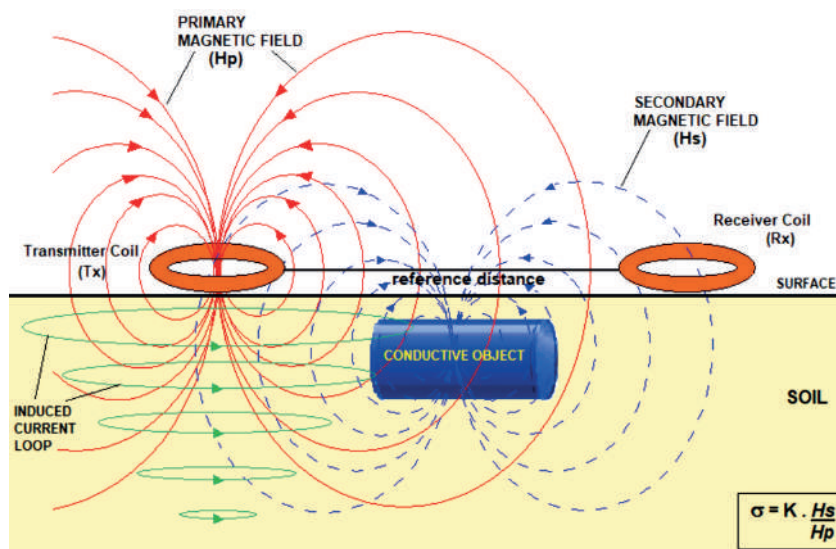 PRIMARY
MAGNETIC FIELD
(Hp)
SECONDARY
MAGNETIC FIELD
(Hs)
Transmitter Coil
(Tx)
Receiver Coil
(Rx)
reference distance
SURFACE
CONDUCTIVE OBJECT
INDUCED
CURRENT
LOOP
SOIL
σ = K . Hs
Hp